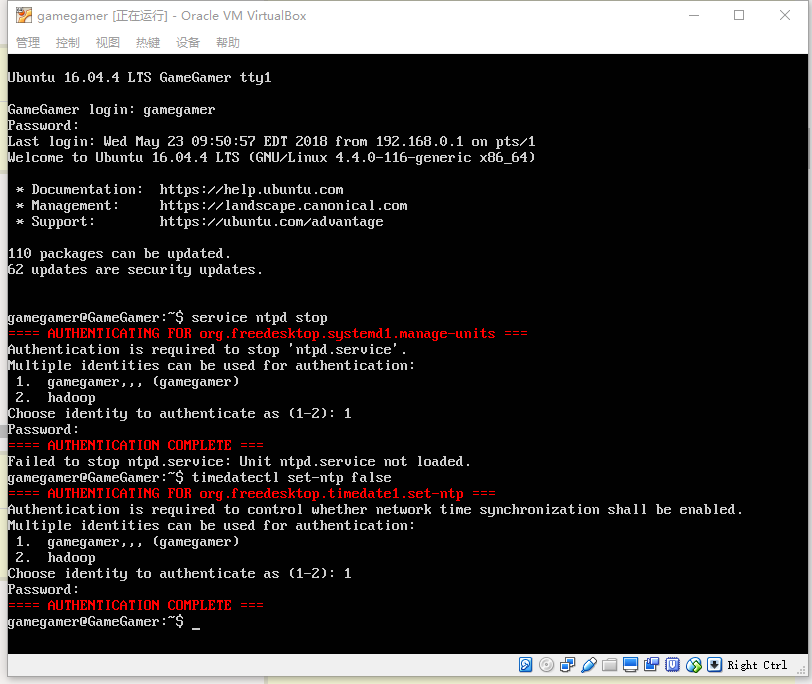 gamegamer [正在运行] - Oracle VM VirtualBox
管理 控制 视图 热键 设备 帮助
Ubuntu 16.04.4 LTS GameGamer tty1
GameGamer login: gamegamer
Password:
Last login: Wed May 23 09:50:57 EDT 2018 from 192.168.0.1 on pts/1
Welcome to Ubuntu 16.04.4 LTS (GNU/Linux 4.4.0-116-generic x86_64)
* Documentation:  https://help.ubuntu.com
* Management:     https://landscape.canonical.com
* Support:        https://ubuntu.com/advantage
110 packages can be updated.
62 updates are security updates.
gamegamer@GameGamer:~$ service ntpd stop
==== AUTHENTICATING FOR org.freedesktop.systemd1.manage-units ===
Authentication is required to stop 'ntpd.service'.
Multiple identities can be used for authentication:
1.  gamegamer,,, (gamegamer)
2.  hadoop
Choose identity to authenticate as (1-2): 1
Password:
==== AUTHENTICATION COMPLETE ===
Failed to stop ntpd.service: Unit ntpd.service not loaded.
gamegamer@GameGamer:~$ timedatectl set-ntp false
==== AUTHENTICATING FOR org.freedesktop.timedate1.set-ntp ===
Authentication is required to control whether network time synchronization shall be enabled.
Multiple identities can be used for authentication:
1.  gamegamer,,, (gamegamer)
2.  hadoop
Choose identity to authenticate as (1-2): 1
Password:
==== AUTHENTICATION COMPLETE ===
gamegamer@GameGamer:~$ _
Right Ctrl